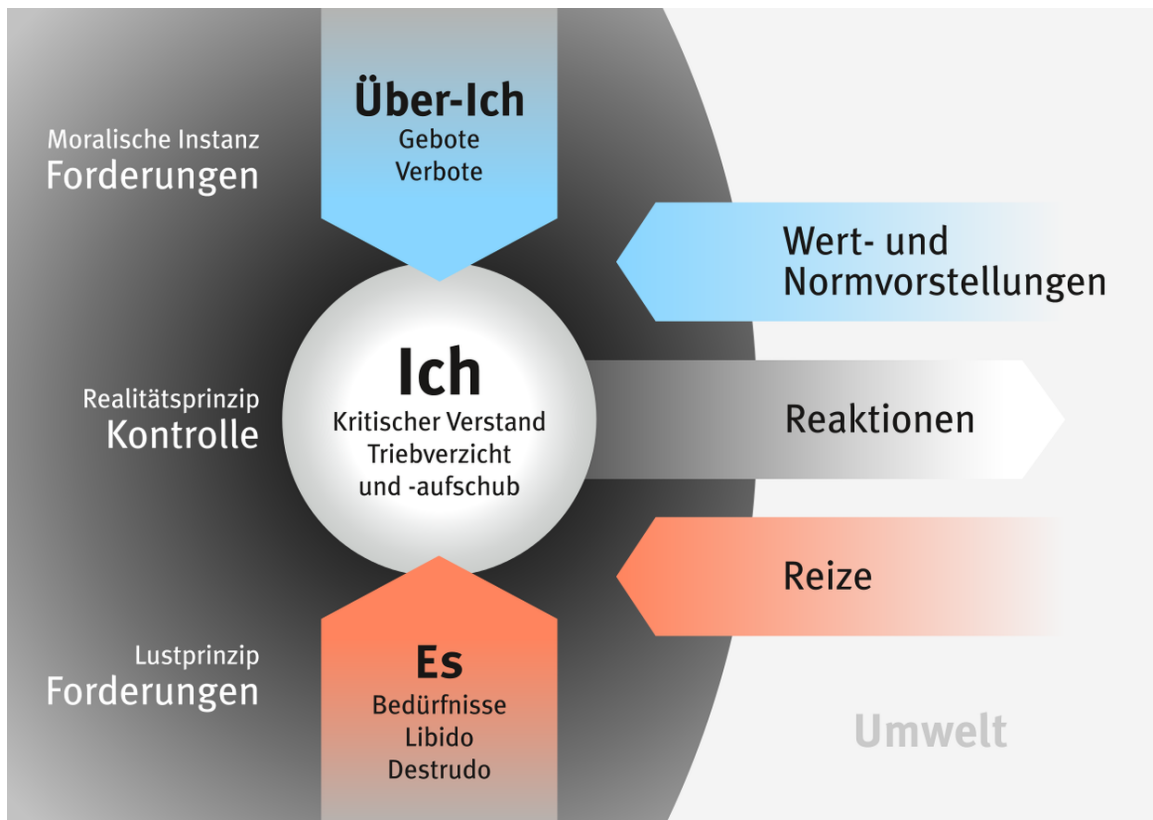 Über-Ich
Gebote
Verbote
Moralische Instanz
Forderungen
Wert- und
Normvorstellungen
Ich
Kritischer Verstand
Triebverzicht
und -aufschub
Realitätsprinzip
Kontrolle
Reaktionen
Reize
Es
Bedürfnisse
Libido
Destrudo
Lustprinzip
Forderungen
Umwelt